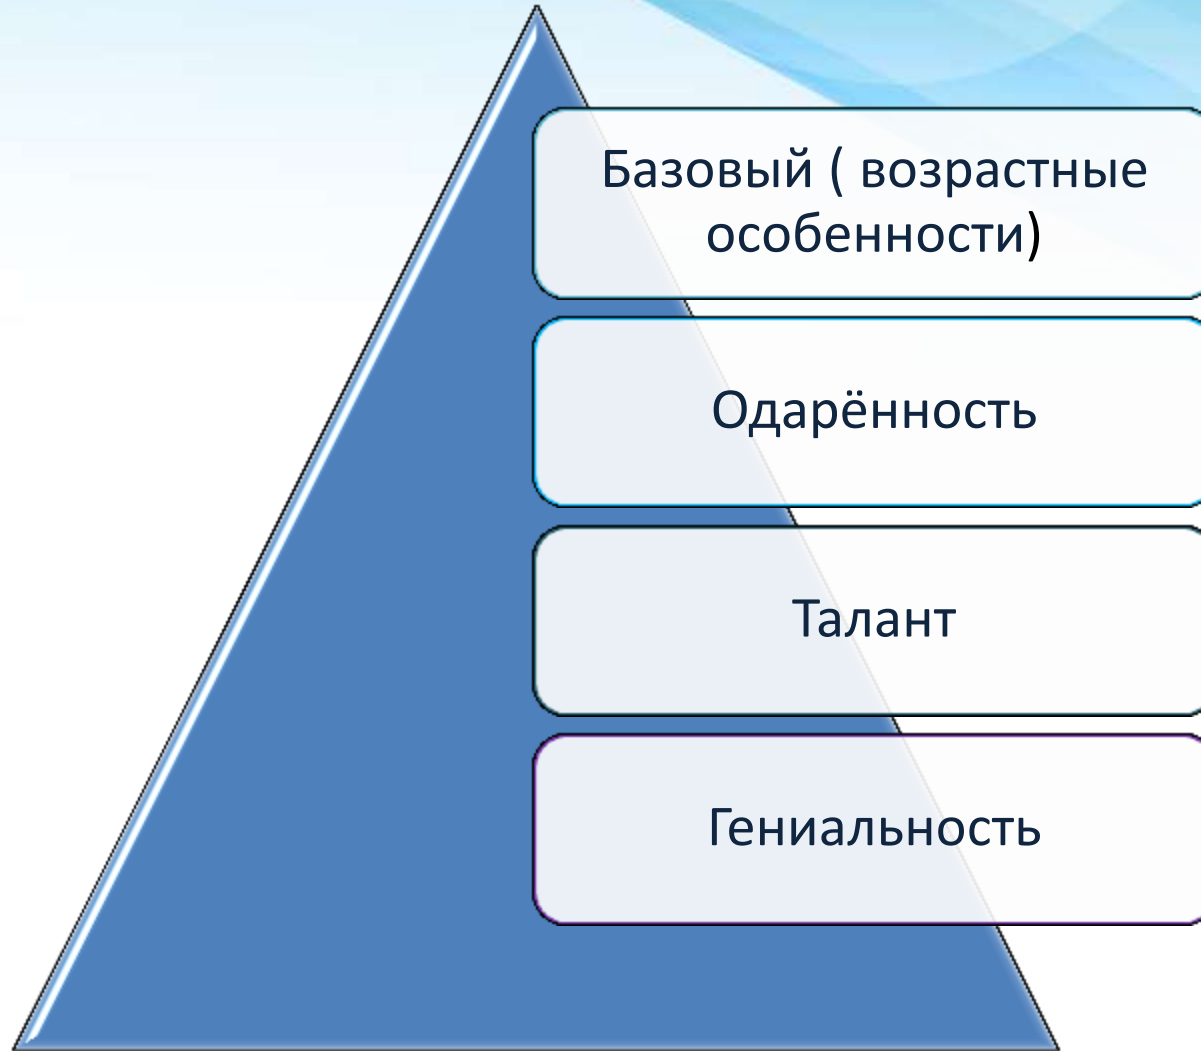 Базовый ( возрастные
особенности)
Одарённость
Талант
Гениальность